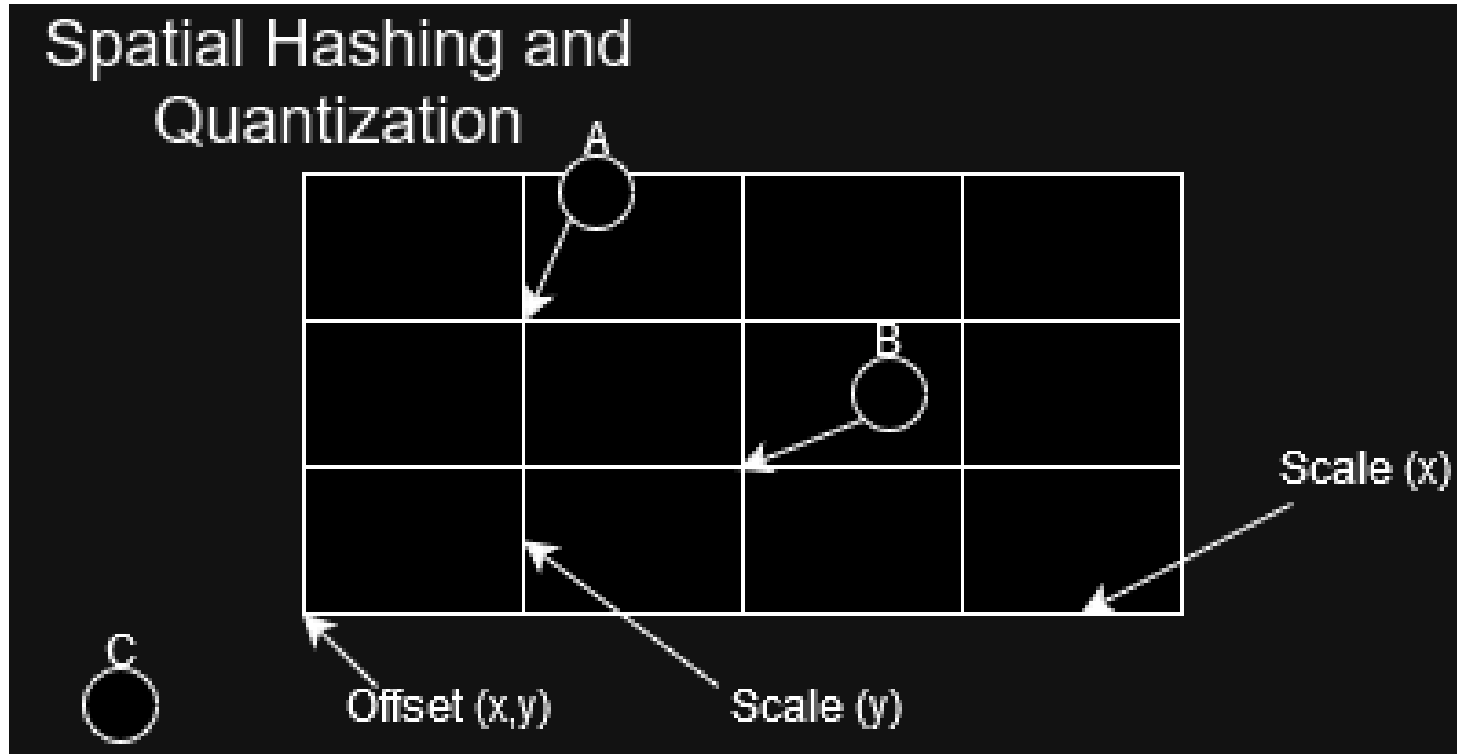 Spatial Hashing and
Quantization
A
B
Scale (x)
C
Offset (x,y)
Scale (y)